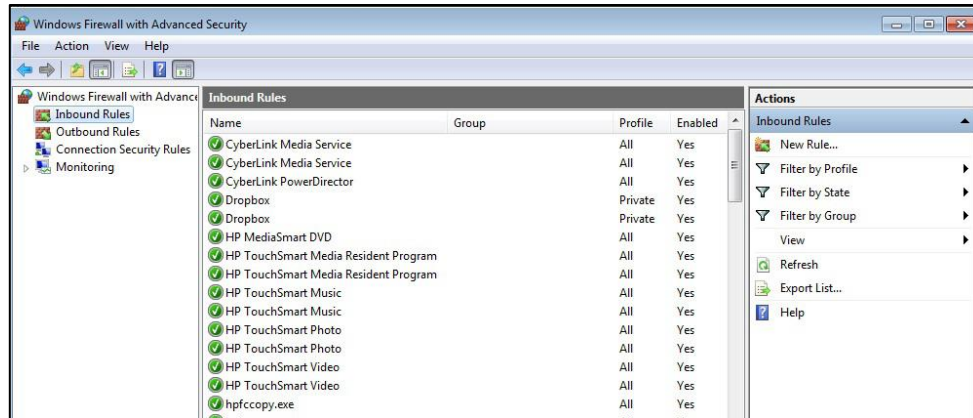 Windows Firewall with Advanced Security
File Action View Help
Windows Firewall with Advance
Inbound Rules
Outbound Rules
Connection Security Rules
Monitoring
Inbound Rules
Name Group Profile Enabled
CyberLink Media Service All Yes
CyberLink Media Service All Yes
CyberLink PowerDirector All Yes
Dropbox Private Yes
Dropbox Private Yes
HP MediaSmart DVD All Yes
HP TouchSmart Media Resident Program All Yes
HP TouchSmart Media Resident Program All Yes
HP TouchSmart Music All Yes
HP TouchSmart Music All Yes
HP TouchSmart Photo All Yes
HP TouchSmart Photo All Yes
HP TouchSmart Video All Yes
HP TouchSmart Video All Yes
hpfccopy.exe All Yes
Actions
Inbound Rules
New Rule...
Filter by Profile
Filter by State
Filter by Group
View
Refresh
Export List...
Help